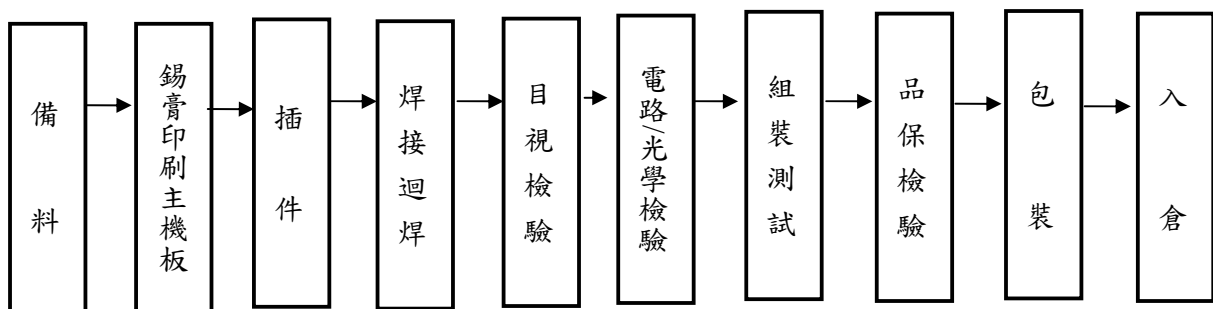 備料
錫膏印刷主機板
插件
焊接迴焊
目視檢驗
電路/光學檢驗
組裝測試
品保檢驗
包裝
入倉